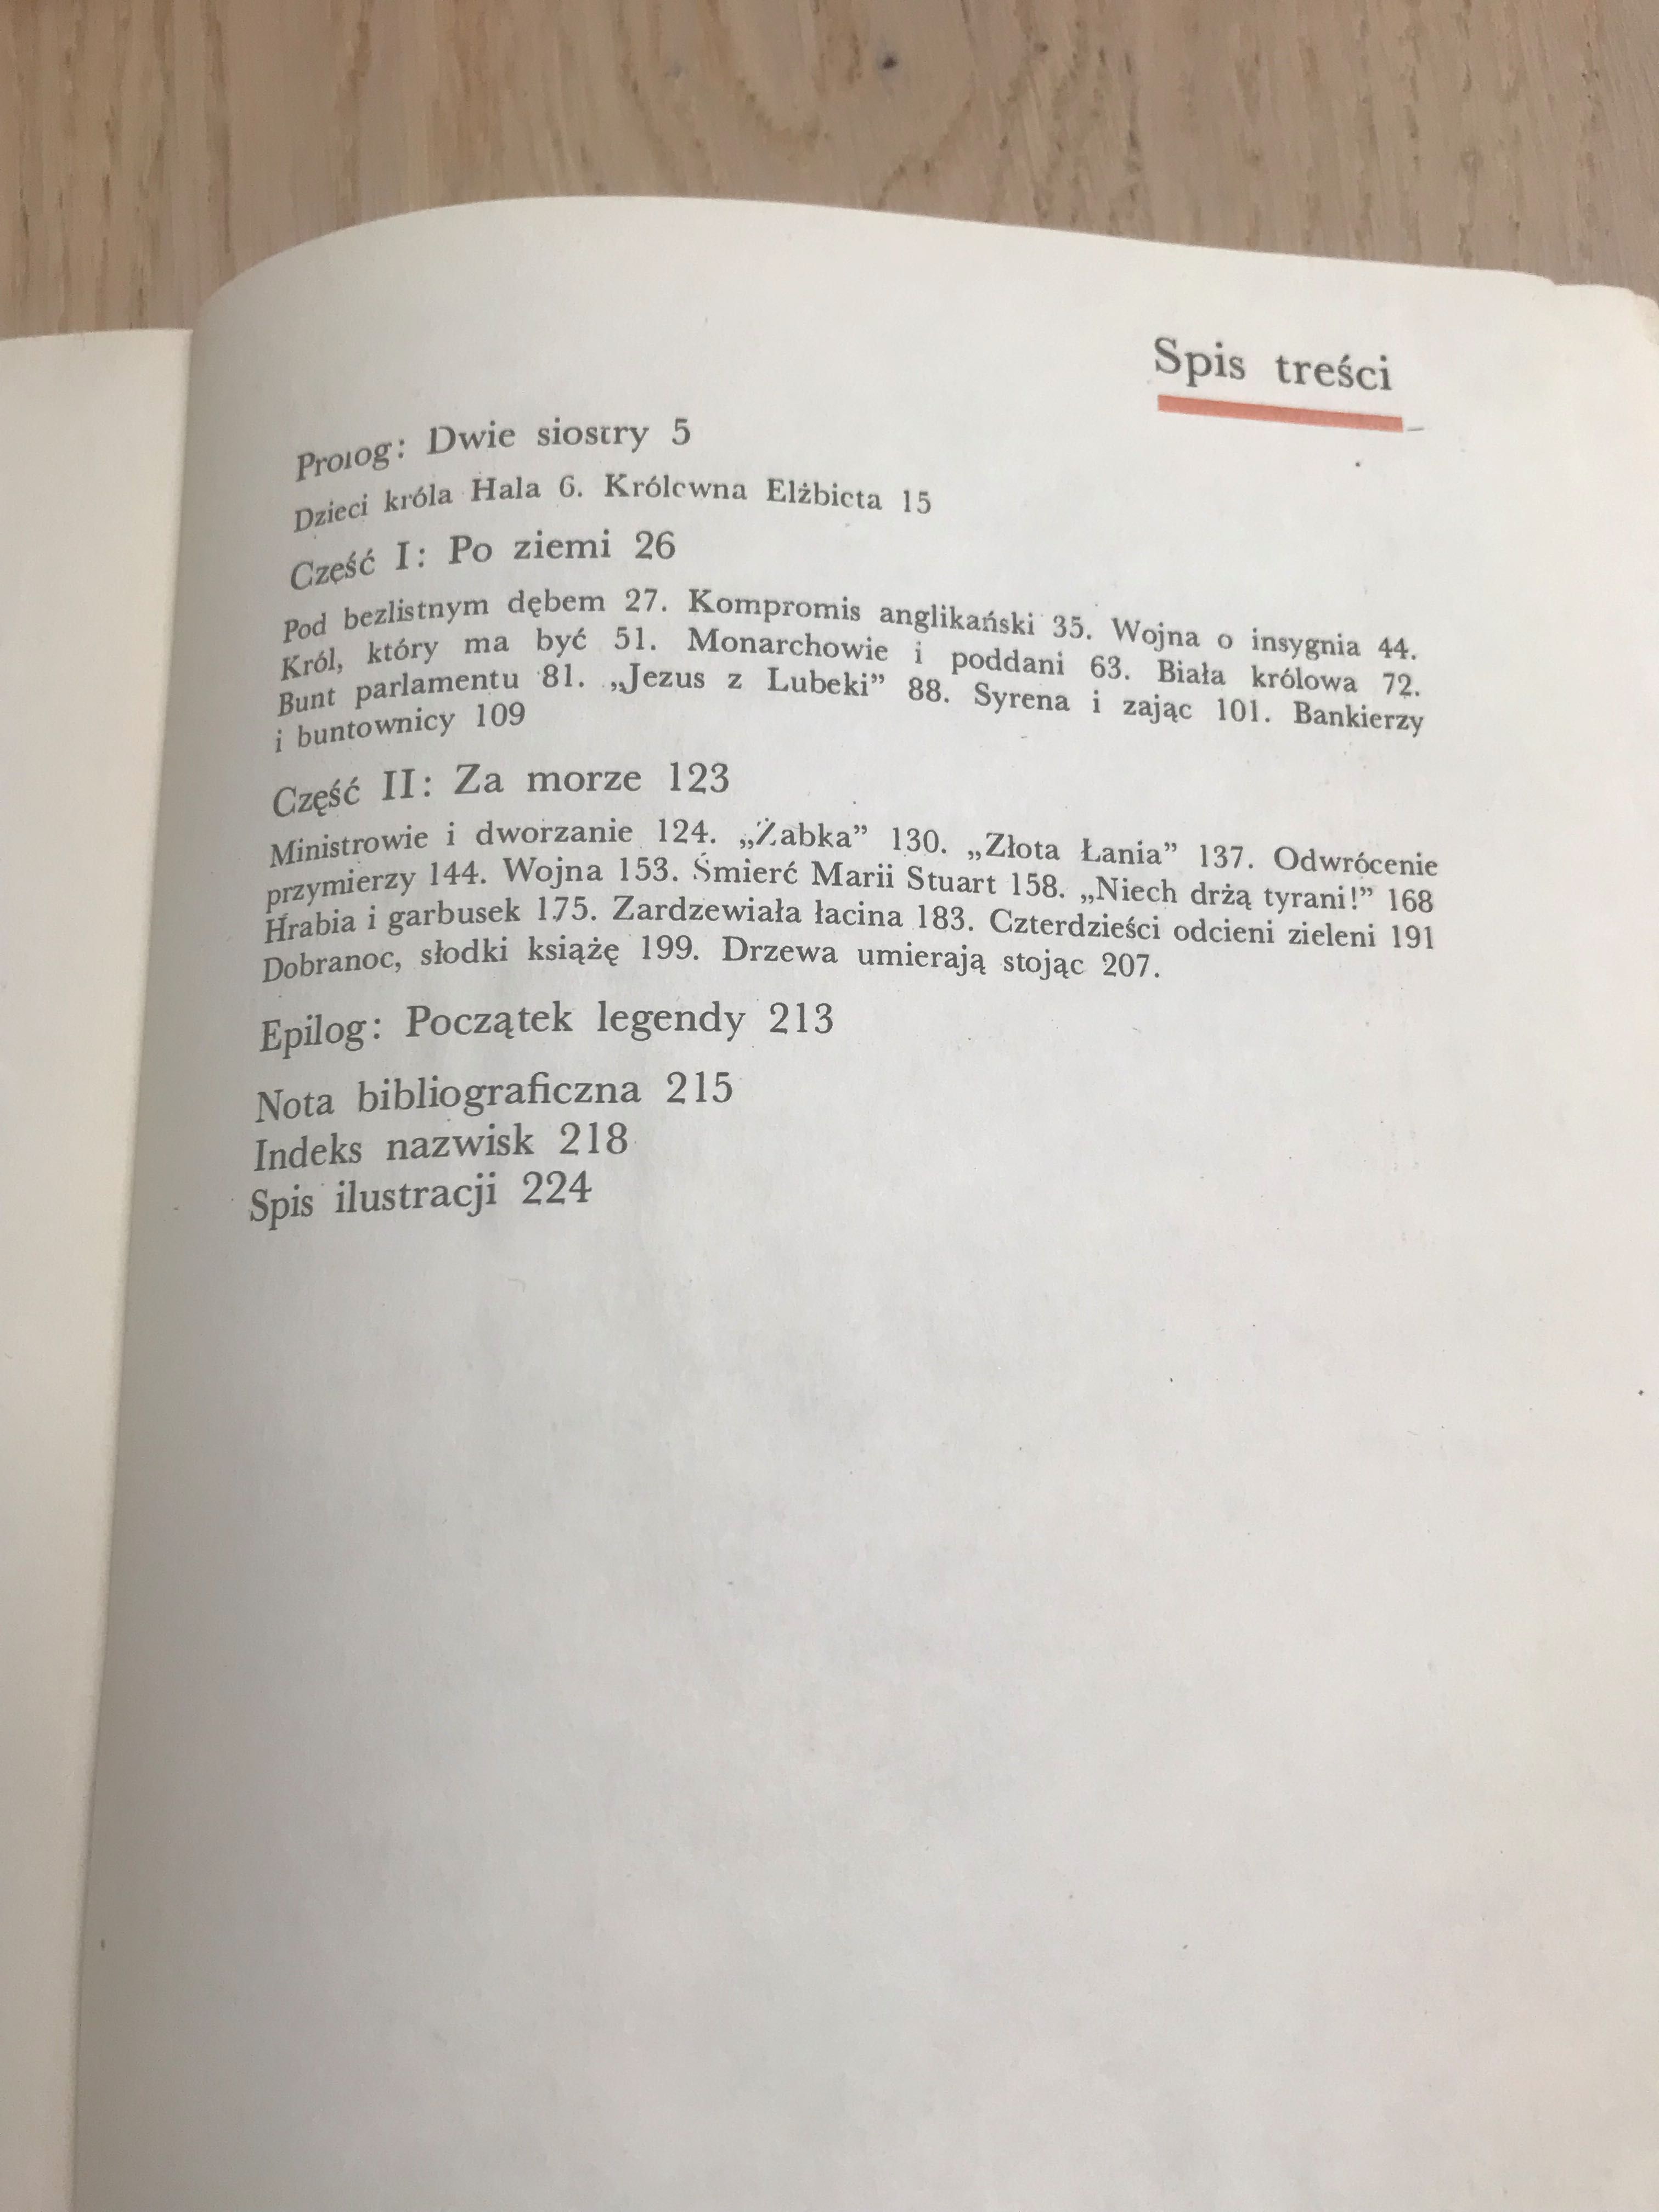 Spis treści
Prolog: Dwie siostry 5
Dzieci króla Hala 6. Królewna Elżbieta 15
Część I: Po ziemi 26
Pod bezlistnym dębem 27. Kompromis anglikański 35. Wojna o insygnia 44.
Król, który ma być 51. Monarchowie i poddani 63. Biała królowa 72.
Bunt parlamentu 81. „Jezus z Lubeki” 88. Syrena i zając 101. Bankierzy
i buntownicy 109
Część II: Za morze 123
Ministrowie i dworzanie 124. „Żabka” 130. „Złota Łania” 137. Odwrócenie
przymierzy 144. Wojna 153. Śmierć Marii Stuart 158. „Niech drżą tyrani!” 168
Hrabia i garbusek 175. Zardzewiała łacina 183. Czterdzieści odcieni zieleni 191
Dobranoc, słodki książę 199. Drzewa umierają stojąc 207.
Epilog: Początek legendy 213
Nota bibliograficzna 215
Indeks nazwisk 218
Spis ilustracji 224